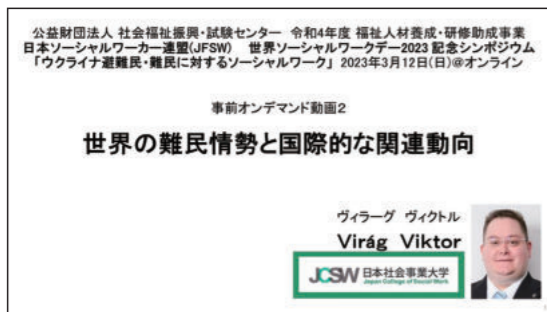 公益財団法人 社会福祉振興・試験センター 令和4年度 福祉人材養成・研修助成事業
日本ソーシャルワーカー連盟(JFSW) 世界ソーシャルワークデー2023 記念シンポジウム
「ウクライナ避難民・難民に対するソーシャルワーク」 2023年3月12日(日)@オンライン
事前オンデマンド動画2
世界の難民情勢と国際的な関連動向
ヴィラーグ ヴィクトル
Virág Viktor
JCSW 日本社会事業大学
Japan College of Social Work